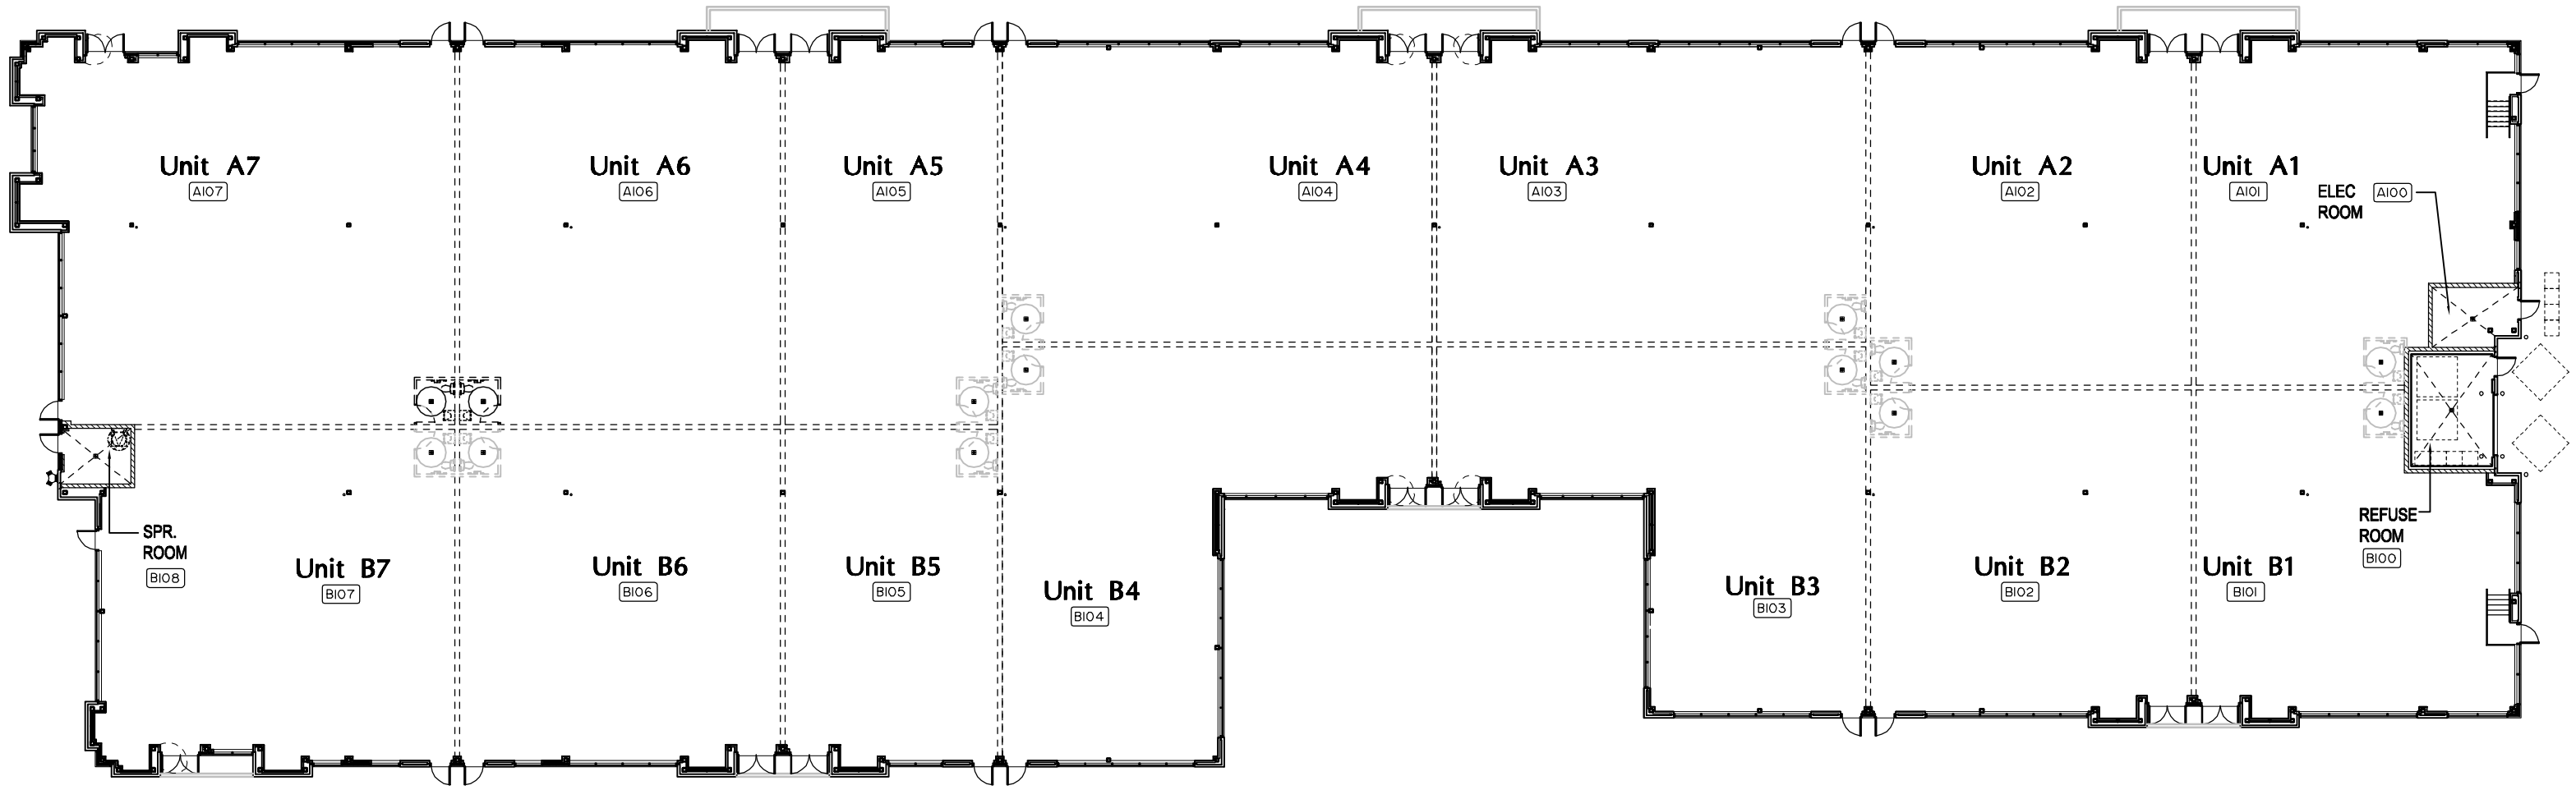 Unit A7
A107
Unit A6
A106
Unit A5
A105
Unit A4
A104
Unit A3
A103
Unit A2
A102
Unit A1
A101
ELEC
ROOM
A100
SPR.
ROOM
B108
Unit B7
B107
Unit B6
B106
Unit B5
B105
Unit B4
B104
Unit B3
B103
Unit B2
B102
Unit B1
B101
REFUSE
ROOM
B100